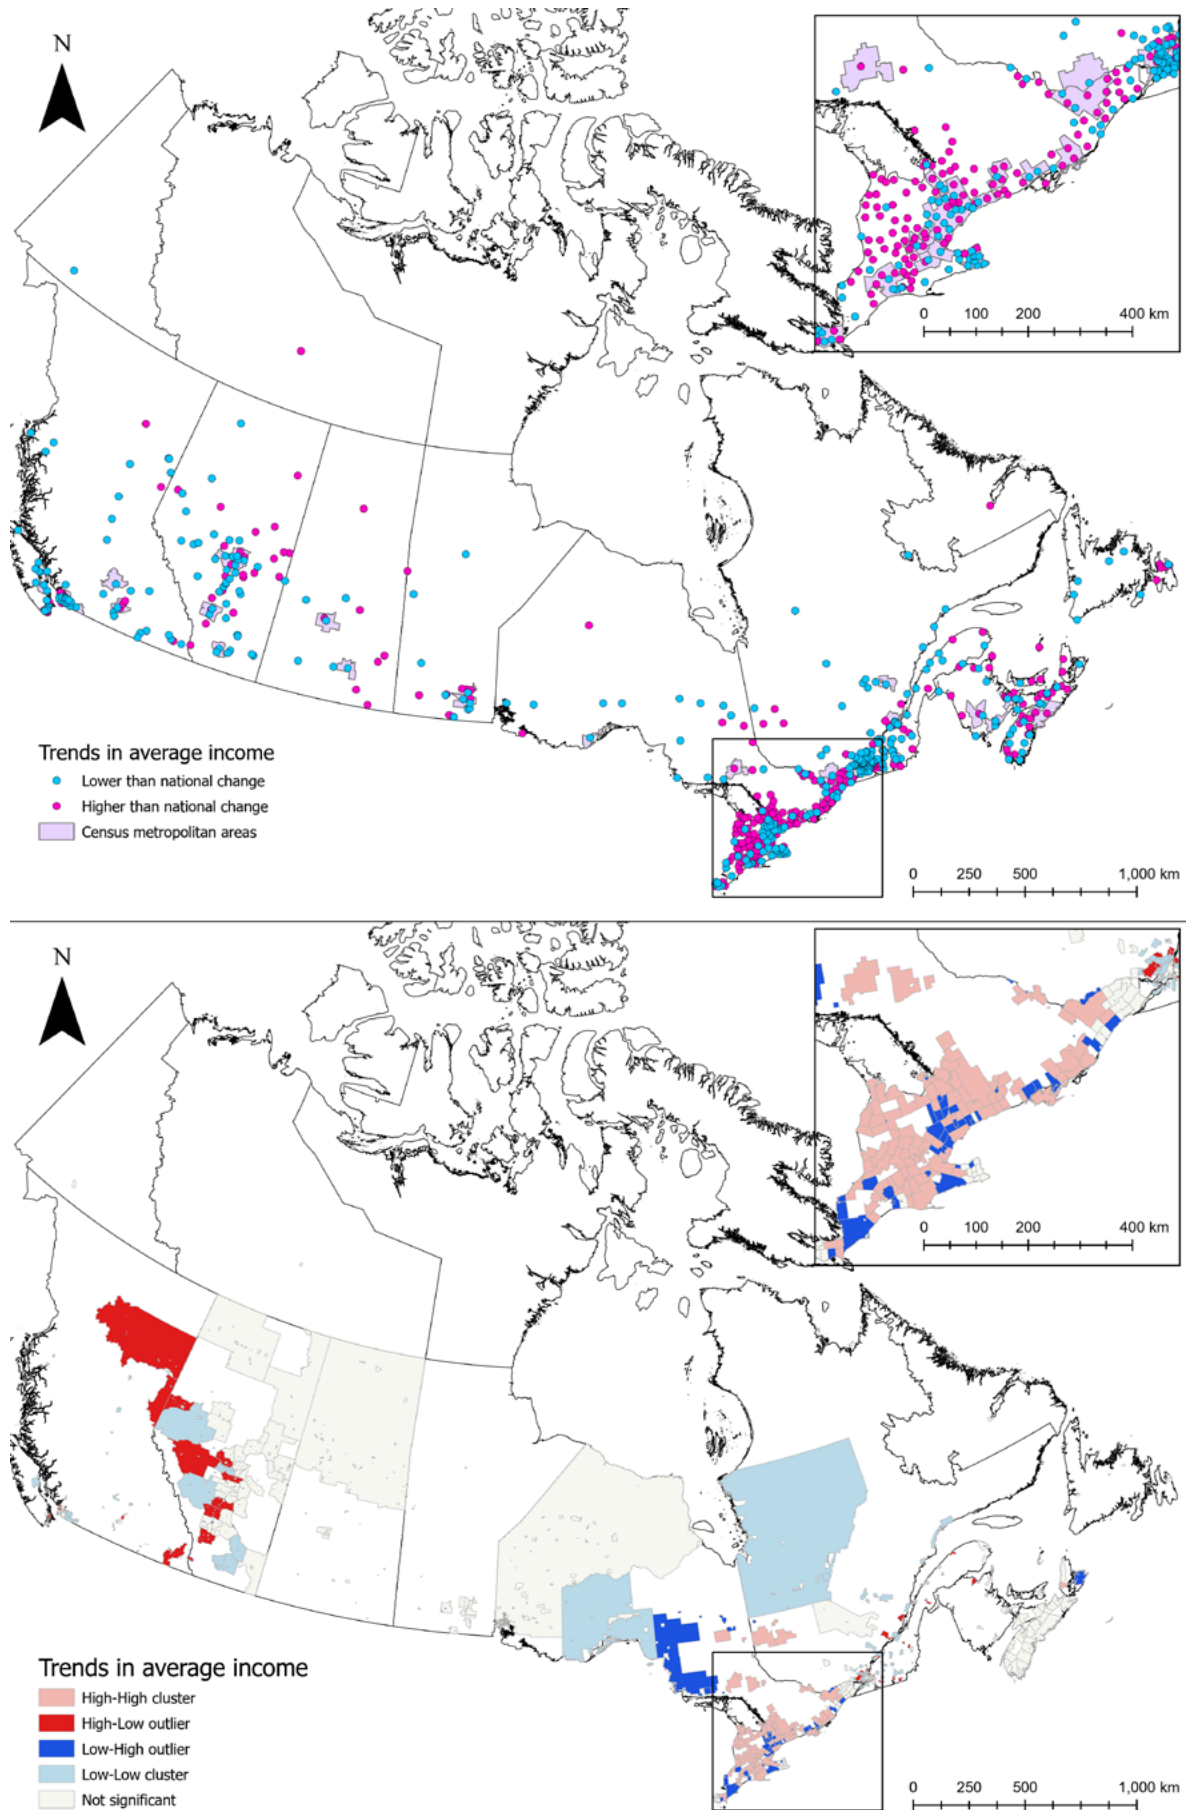 N
0 100 200 400 km
Trends in average income
Lower than national change
Higher than national change
Census metropolitan areas
0 250 500 1,000 km
N
0 100 200 400 km
Trends in average income
High-High cluster
High-Low outlier
Low-High outlier
Low-Low cluster
Not significant
0 250 500 1,000 km